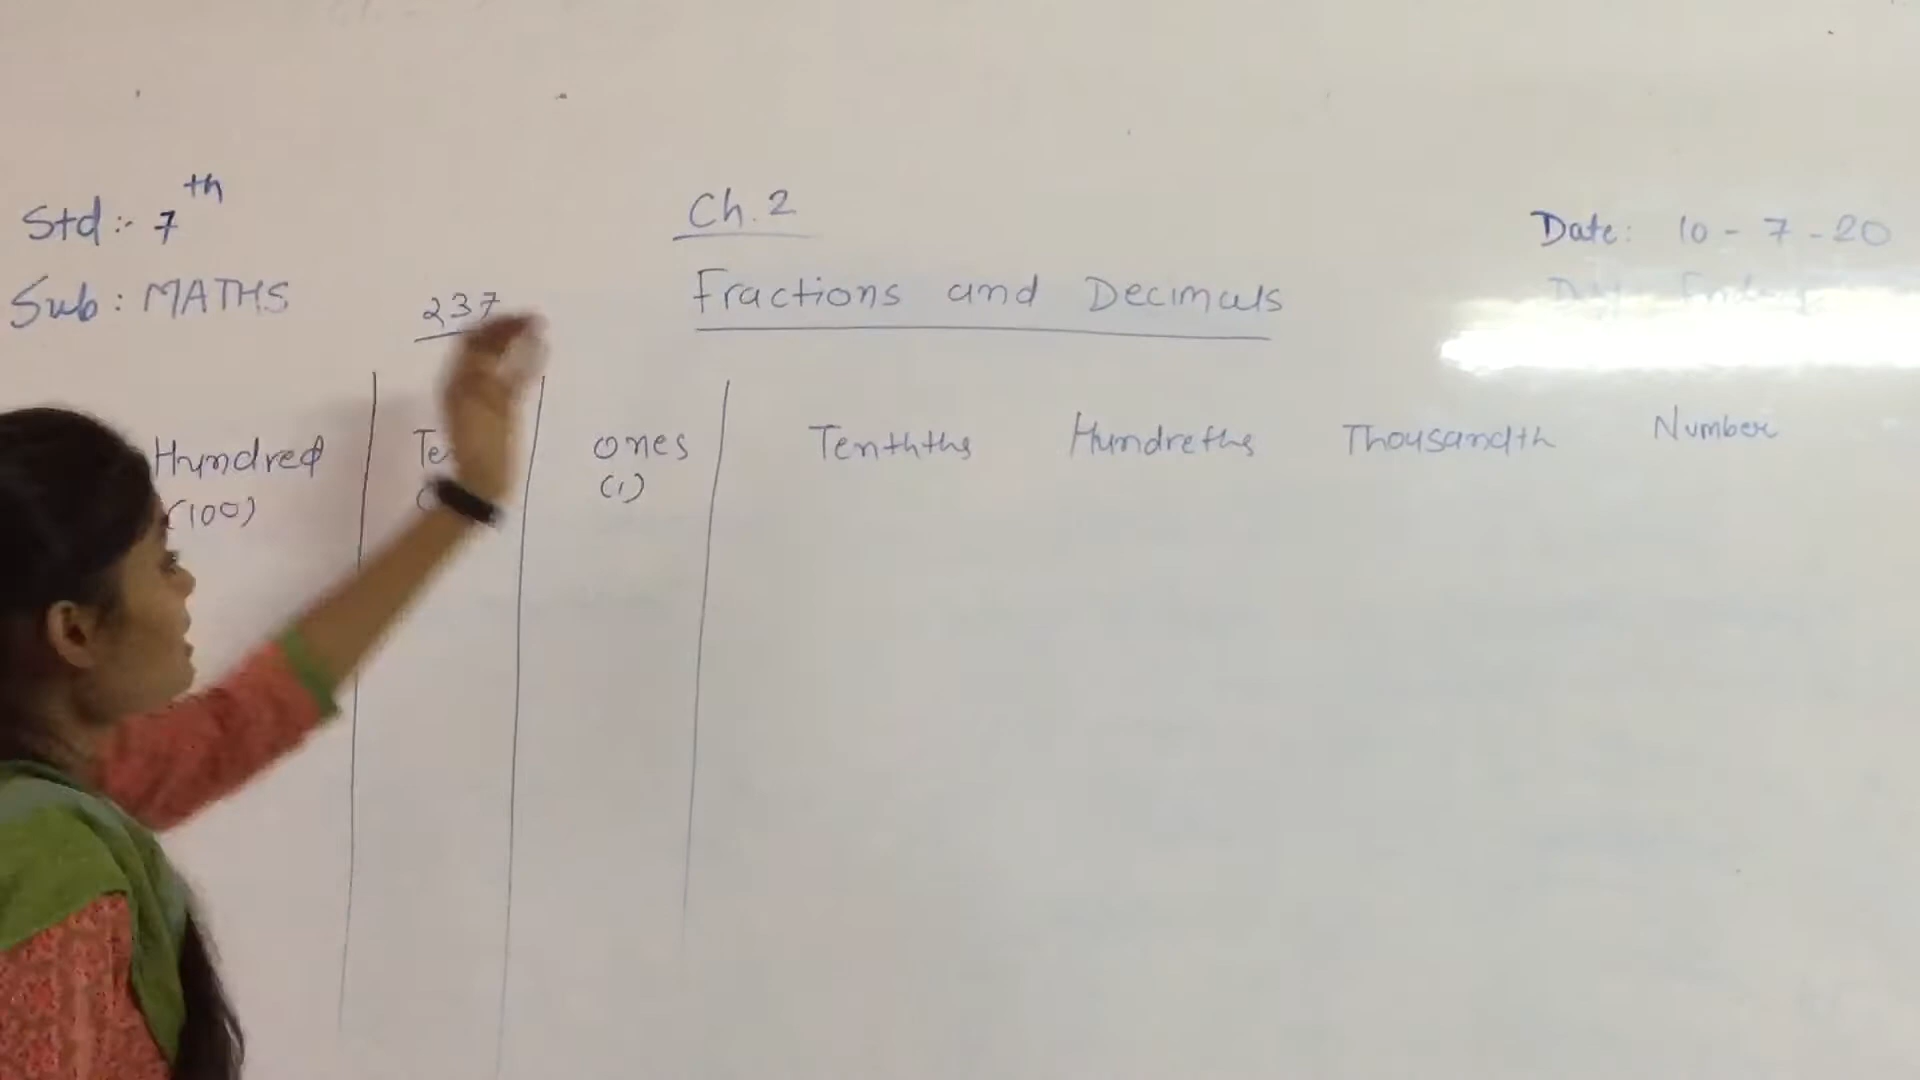 Std:- 7th
Sub: MATHS
Ch. 2
Fractions and Decimals
Date: 10 - 7 - 20
237
Hundred
(100)
Ones
(1)
Tenthths
Hundreths
Thousandth
Number